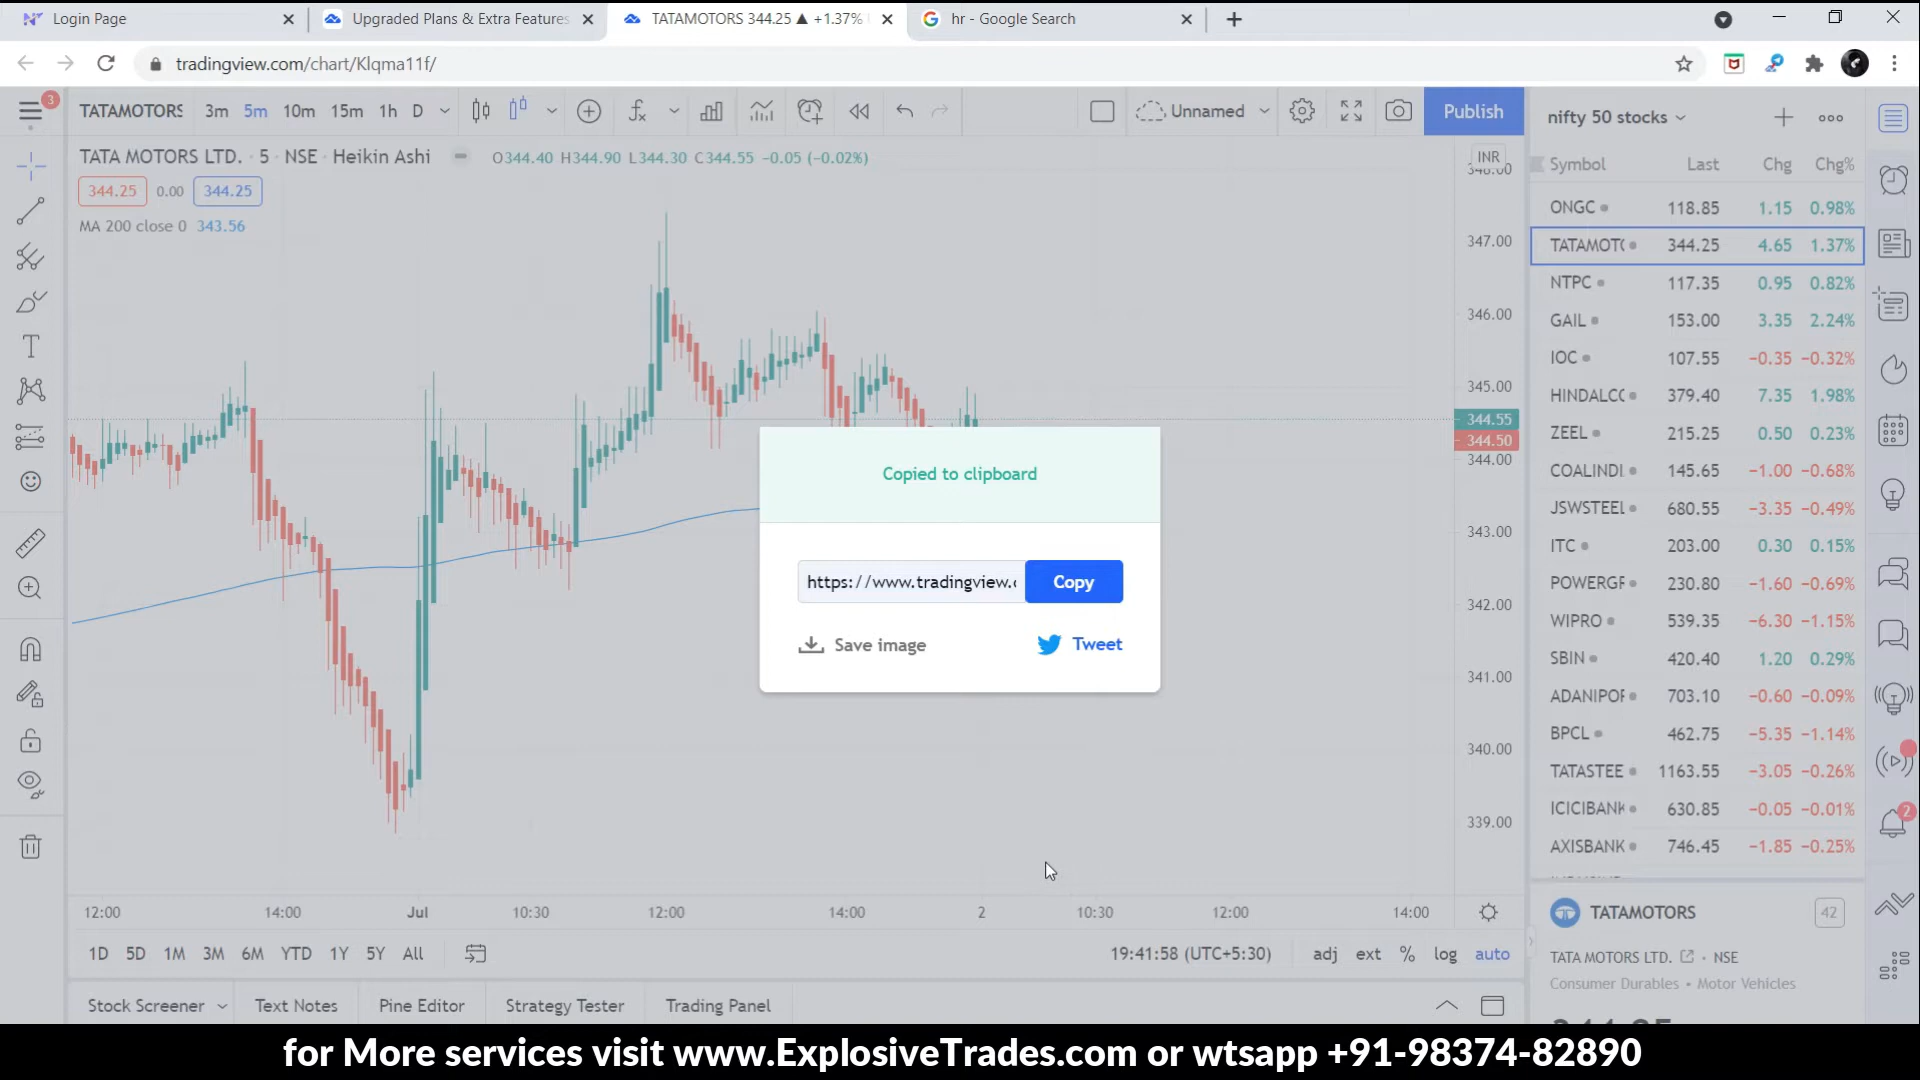 Login Page
Upgraded Plans & Extra Features
TATAMOTORS 344.25 ▲ +1.37%
hr - Google Search
tradingview.com/chart/Klqma11f/
3
TATAMOTORS 3m 5m 10m 15m 1h D
Unnamed
Publish
TATA MOTORS LTD. · 5 · NSE · Heikin Ashi
O344.40 H344.90 L344.30 C344.55 −0.05 (−0.02%)
344.25 0.00 344.25
MA 200 close 0 343.56
INR
347.00
346.00
345.00
344.55
344.50
344.00
343.00
342.00
341.00
340.00
339.00
Copied to clipboard
https://www.tradingview.c
Copy
Save image
Tweet
12:00 14:00 Jul 10:30 12:00 14:00 2 10:30 12:00 14:00
1D 5D 1M 3M 6M YTD 1Y 5Y All
19:41:58 (UTC+5:30) adj ext % log auto
Stock Screener Text Notes Pine Editor Strategy Tester Trading Panel
nifty 50 stocks
Symbol Last Chg Chg%
ONGC 118.85 1.15 0.98%
TATAMOT 344.25 4.65 1.37%
NTPC 117.35 0.95 0.82%
GAIL 153.00 3.35 2.24%
IOC 107.55 −0.35 −0.32%
HINDALCO 379.40 7.35 1.98%
ZEEL 215.25 0.50 0.23%
COALINDI 145.65 −1.00 −0.68%
JSWSTEEL 680.55 −3.35 −0.49%
ITC 203.00 0.30 0.15%
POWERGR 230.80 −1.60 −0.69%
WIPRO 539.35 −6.30 −1.15%
SBIN 420.40 1.20 0.29%
ADANIPOR 703.10 −0.60 −0.09%
BPCL 462.75 −5.35 −1.14%
TATASTEE 1163.55 −3.05 −0.26%
ICICIBANK 630.85 −0.05 −0.01%
AXISBANK 746.45 −1.85 −0.25%
TATAMOTORS 42
TATA MOTORS LTD. · NSE
Consumer Durables • Motor Vehicles
2
for More services visit www.ExplosiveTrades.com or wtsapp +91-98374-82890